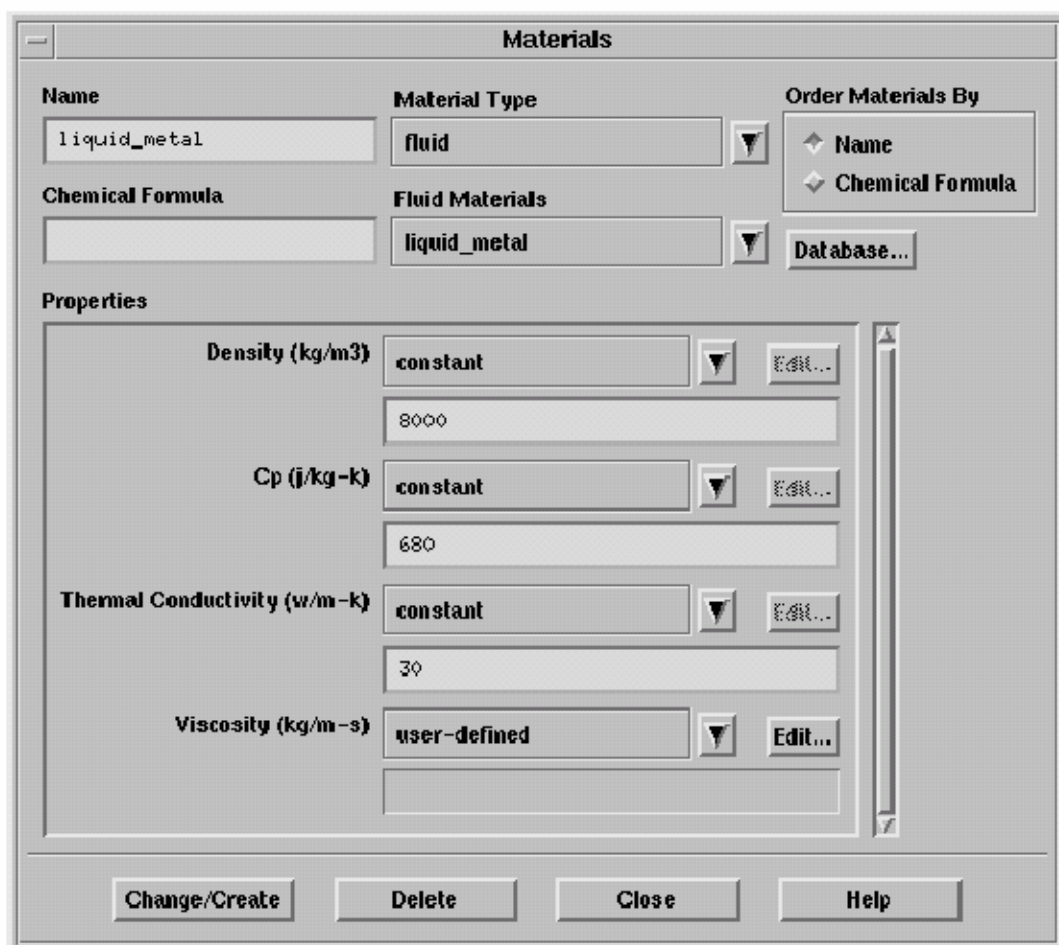 Materials
Name
liquid_metal
Material Type
fluid
Order Materials By
Name
Chemical Formula
Chemical Formula
Fluid Materials
liquid_metal
Database...
Properties
Density (kg/m3)
constant
Edit...
8000
Cp (j/kg-k)
constant
Edit...
680
Thermal Conductivity (w/m-k)
constant
Edit...
30
Viscosity (kg/m-s)
user-defined
Edit...
Change/Create
Delete
Close
Help